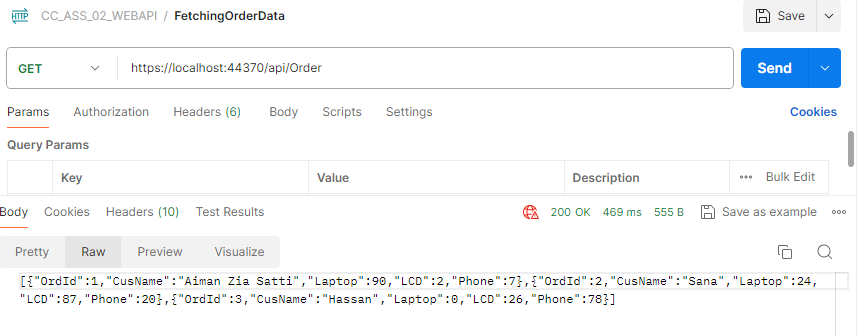 HTTP CC_ASS_02_WEBAPI / FetchingOrderData Save
GET https://localhost:44370/api/Order Send
Params Authorization Headers (6) Body Scripts Settings Cookies
Query Params
Key Value Description ••• Bulk Edit
Body Cookies Headers (10) Test Results 200 OK 469 ms 555 B Save as example •••
Pretty Raw Preview Visualize
[{"OrdId":1,"CusName":"Aiman Zia Satti","Laptop":90,"LCD":2,"Phone":7},{"OrdId":2,"CusName":"Sana","Laptop":24,
"LCD":87,"Phone":20},{"OrdId":3,"CusName":"Hassan","Laptop":0,"LCD":26,"Phone":78}]